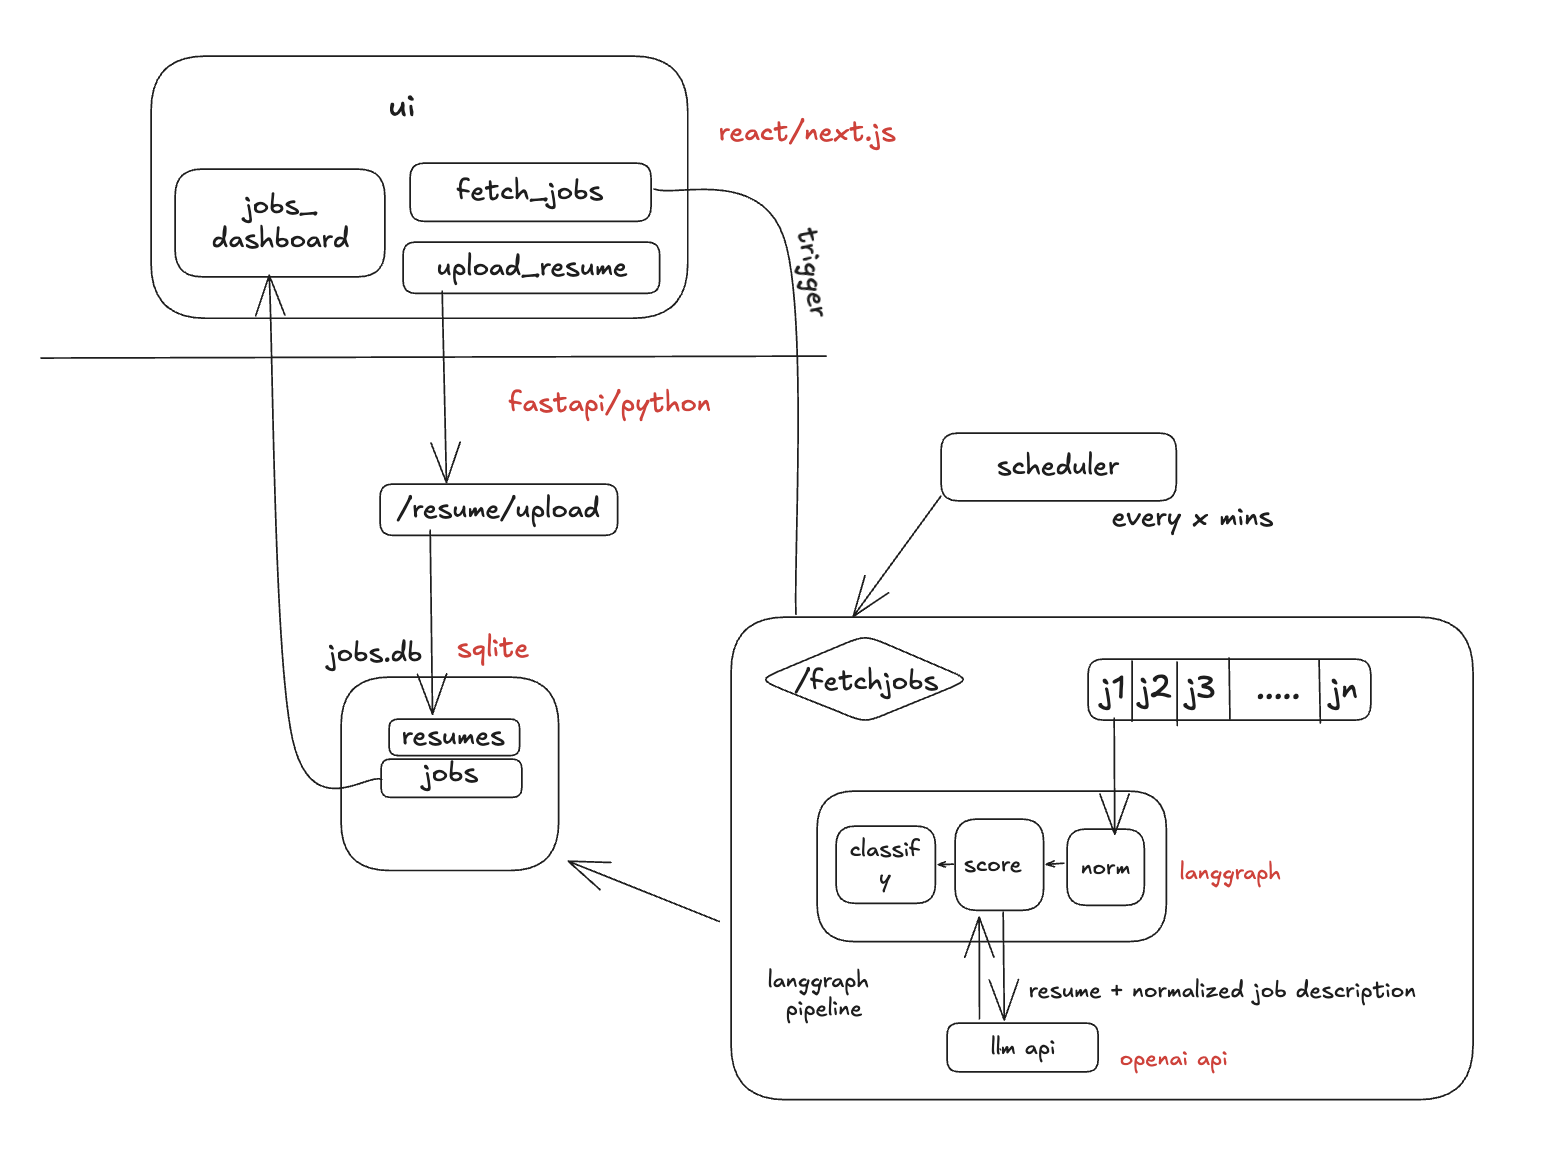 ui
react/next.js
jobs_
dashboard
fetch_jobs
upload_resume
trigger
fastapi/python
scheduler
every x mins
/resume/upload
jobs.db
sqlite
resumes
jobs
/fetchjobs
j1 j2 j3 ..... jn
classif
y
score
norm
langgraph
langgraph
pipeline
resume + normalized job description
llm api
openai api